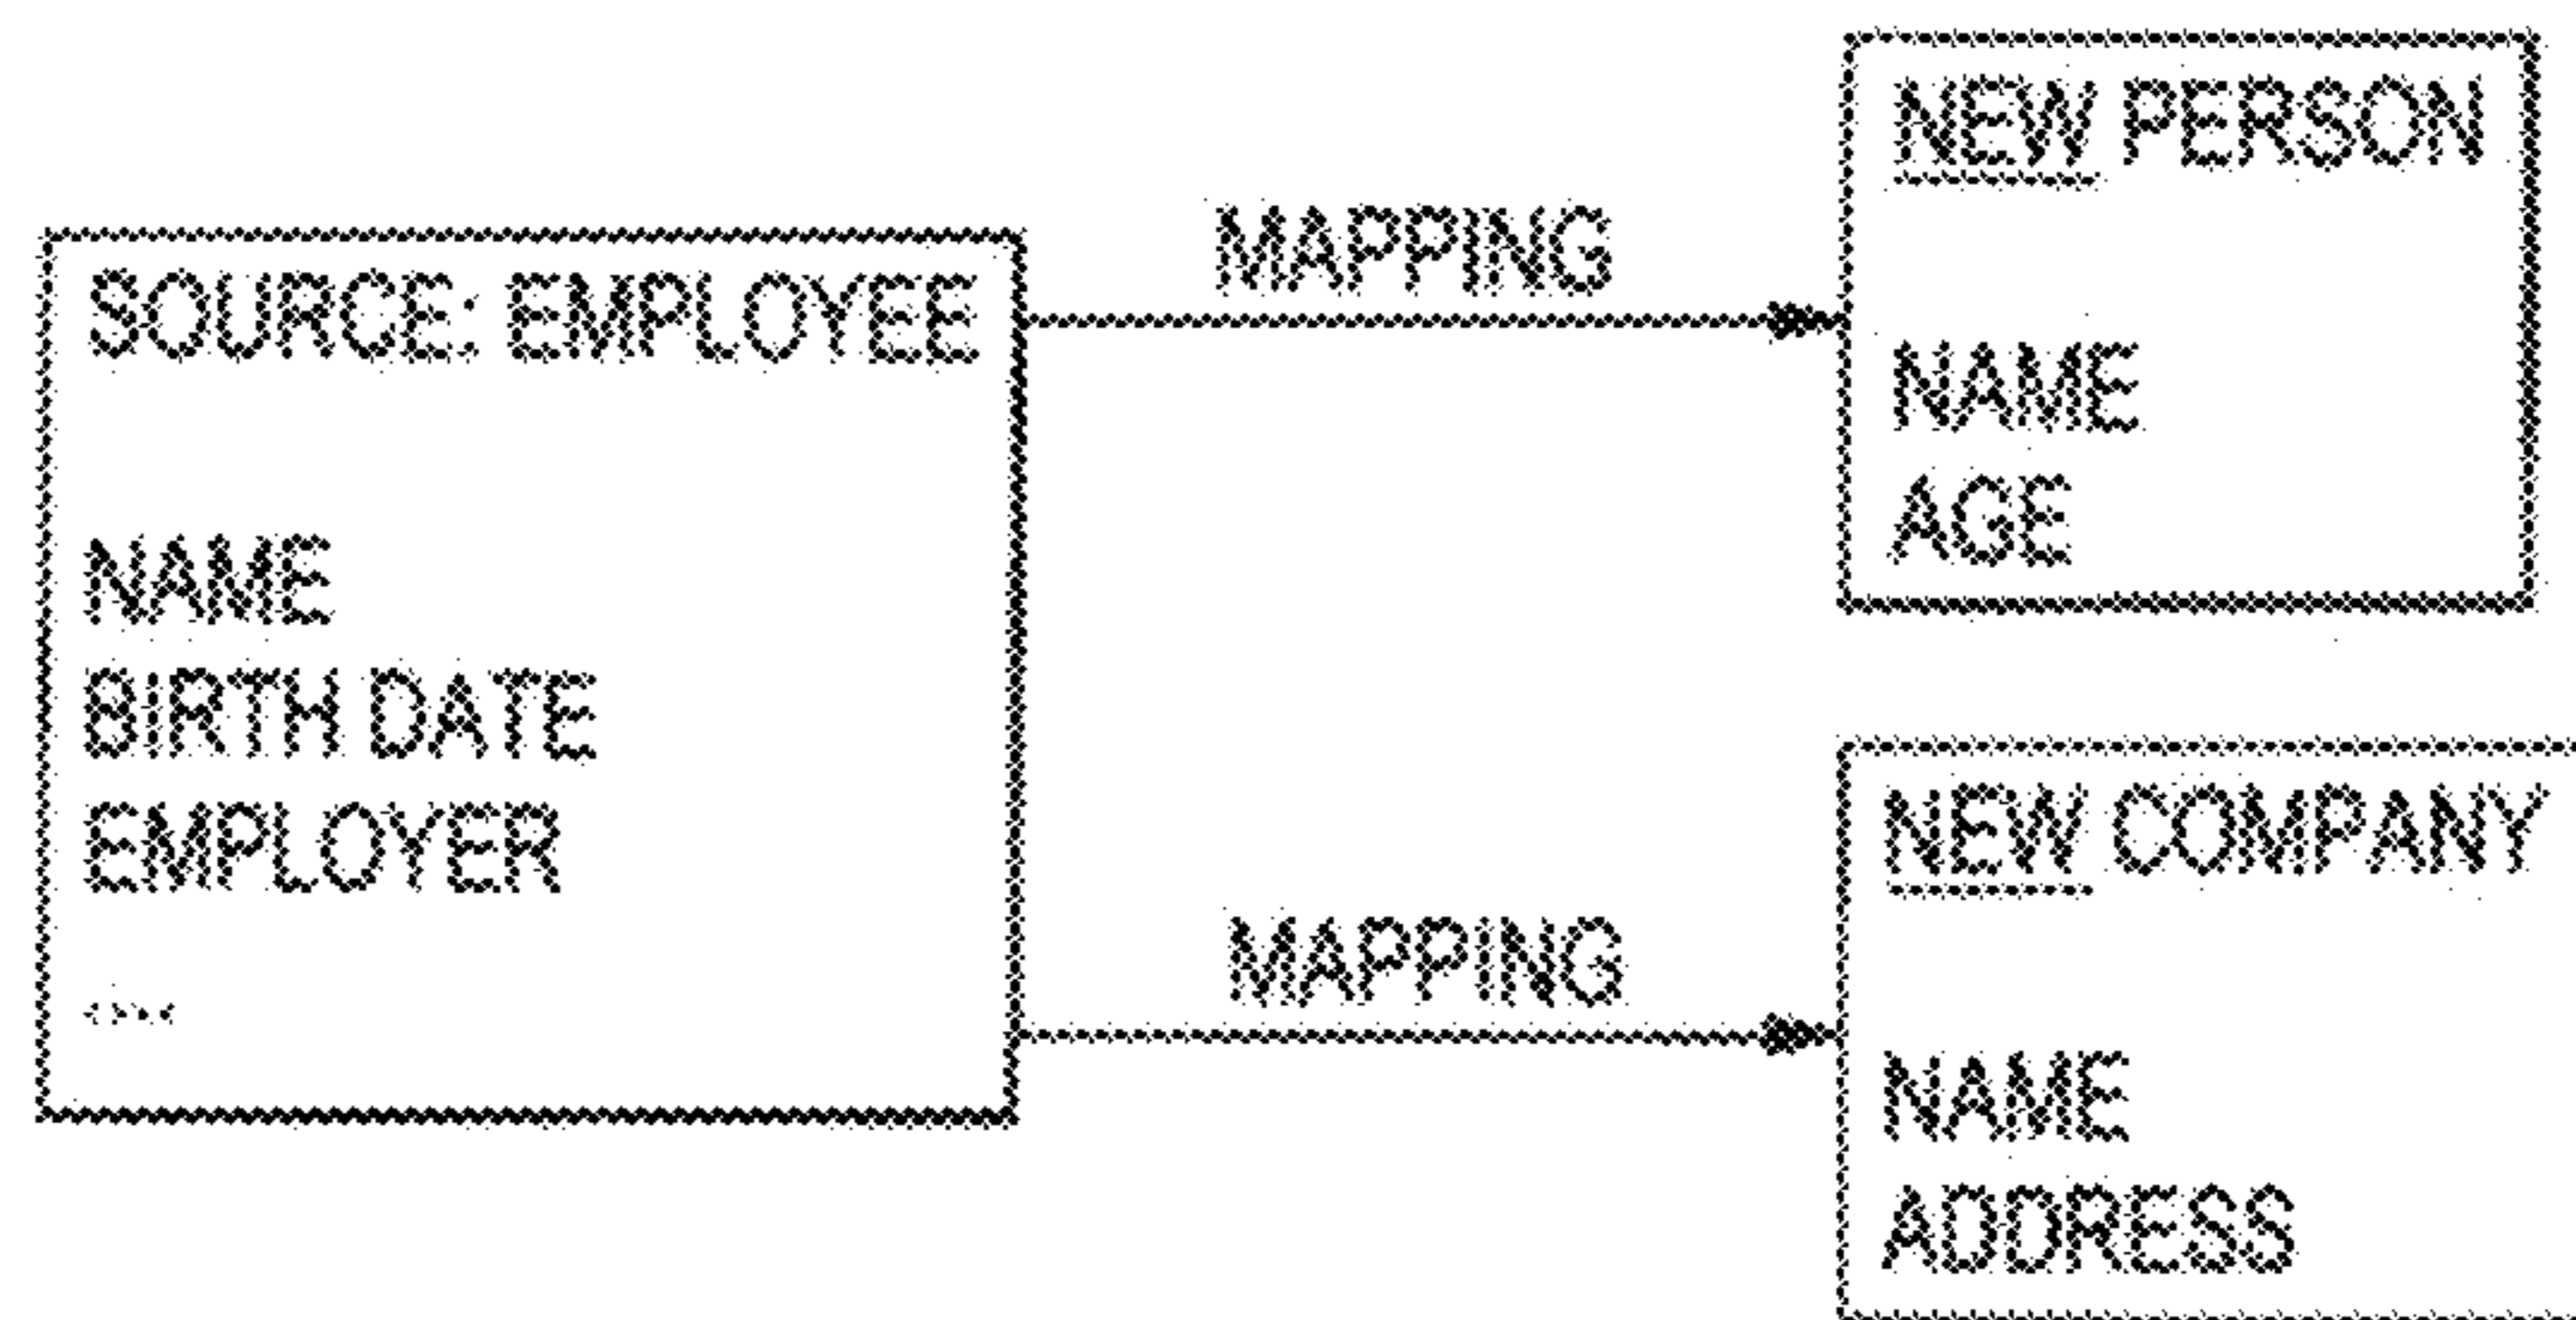 SOURCE: EMPLOYEE
NAME
BIRTH DATE
EMPLOYER
...
MAPPING
NEW PERSON
NAME
AGE
MAPPING
NEW COMPANY
NAME
ADDRESS